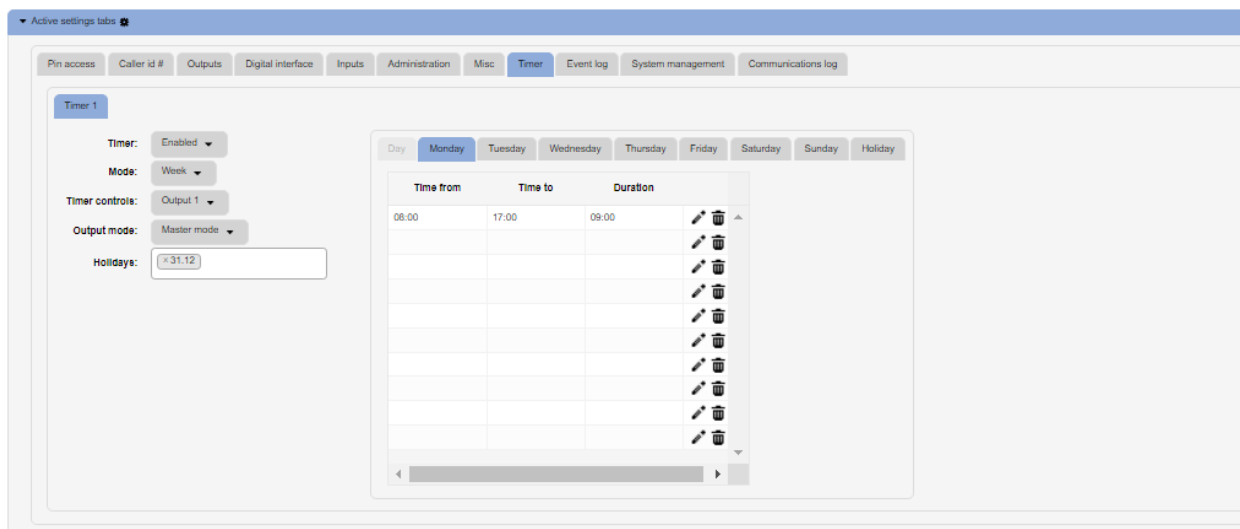 Active settings tabs
Pin access Caller id # Outputs Digital interface Inputs Administration Misc Timer Event log System management Communications log
Timer 1
Timer: Enabled
Mode: Week
Timer controls: Output 1
Output mode: Master mode
Holidays: × 31.12
Day Monday Tuesday Wednesday Thursday Friday Saturday Sunday Holiday
Time from Time to Duration
08:00 17:00 09:00